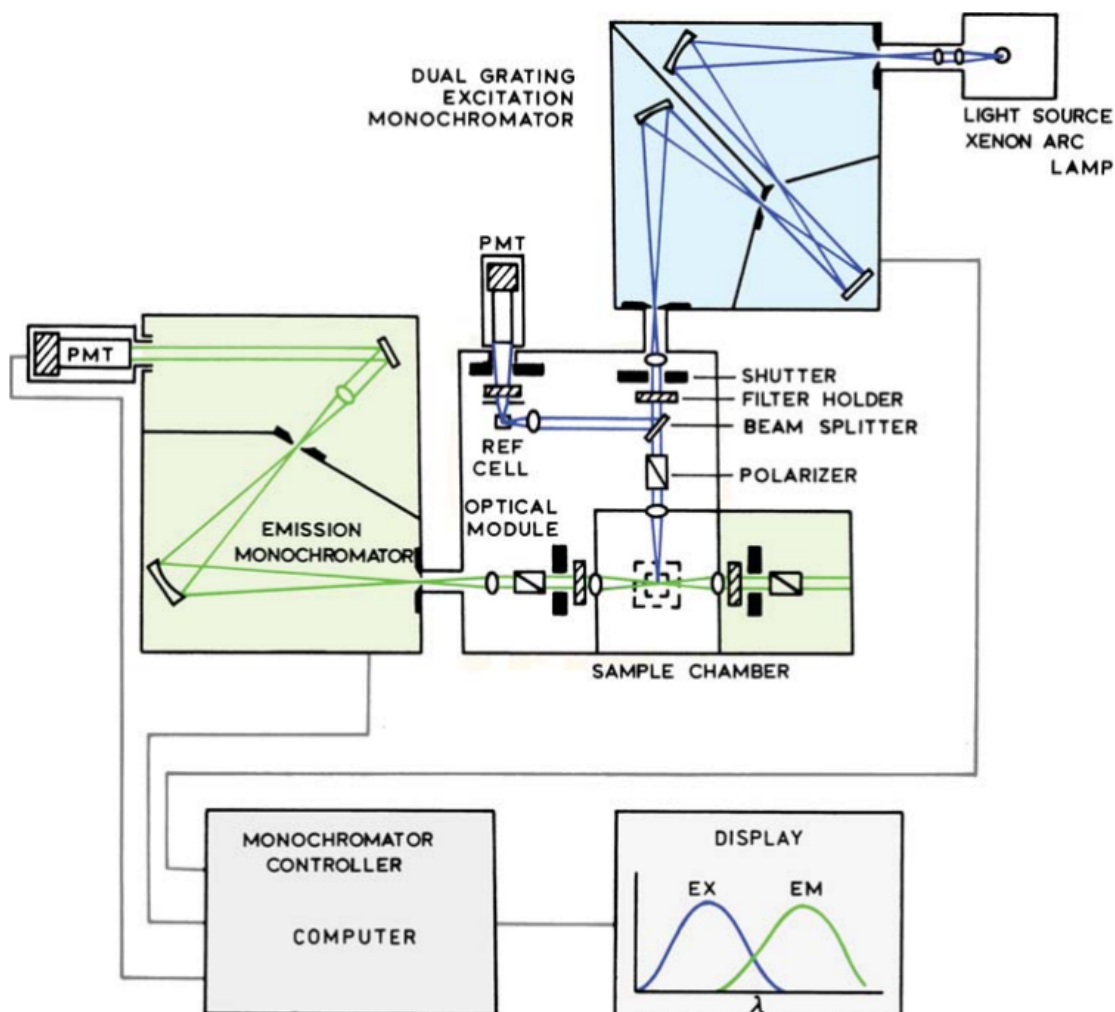 DUAL GRATING
EXCITATION
MONOCHROMATOR
LIGHT SOURCE
XENON ARC
LAMP
PMT
PMT
SHUTTER
FILTER HOLDER
BEAM SPLITTER
REF
CELL
POLARIZER
OPTICAL
MODULE
EMISSION
MONOCHROMATOR
SAMPLE CHAMBER
MONOCHROMATOR
CONTROLLER
COMPUTER
DISPLAY
EX
EM
λ